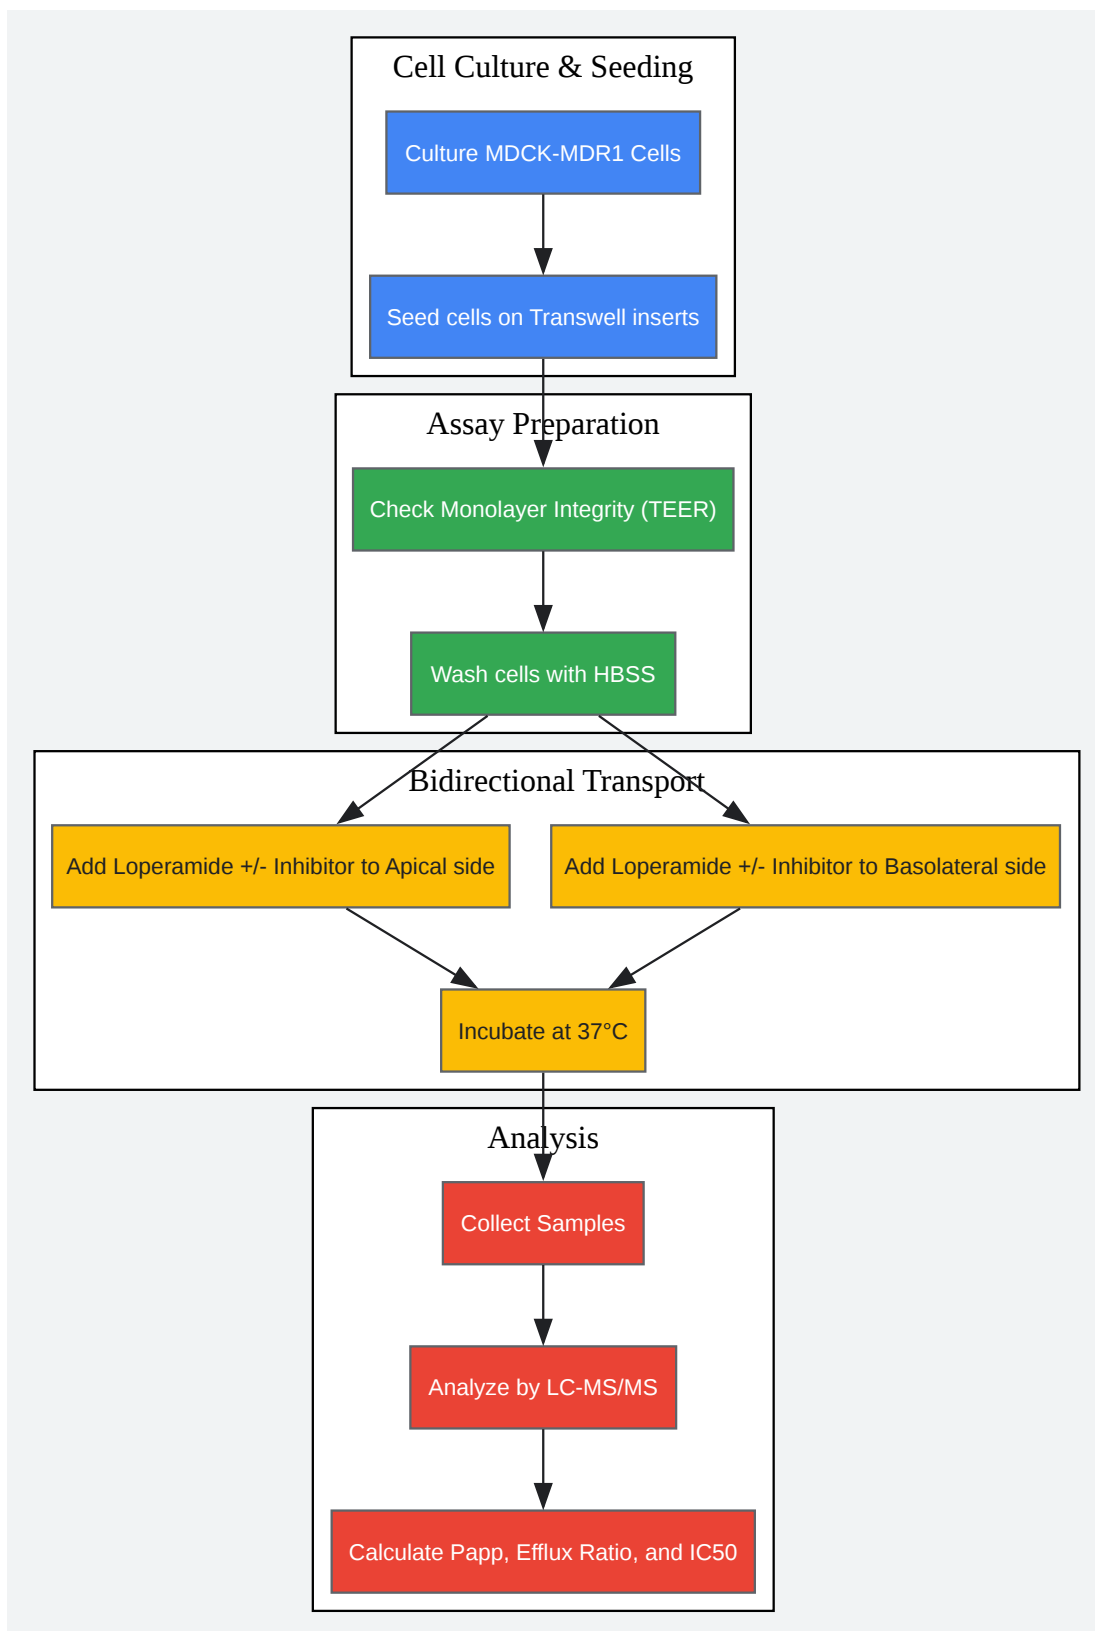 Cell Culture & Seeding
Culture MDCK-MDR1 Cells
Seed cells on Transwell inserts
Assay Preparation
Check Monolayer Integrity (TEER)
Wash cells with HBSS
Bidirectional Transport
Add Loperamide +/- Inhibitor to Apical side
Add Loperamide +/- Inhibitor to Basolateral side
Incubate at 37°C
Analysis
Collect Samples
Analyze by LC-MS/MS
Calculate Papp, Efflux Ratio, and IC50